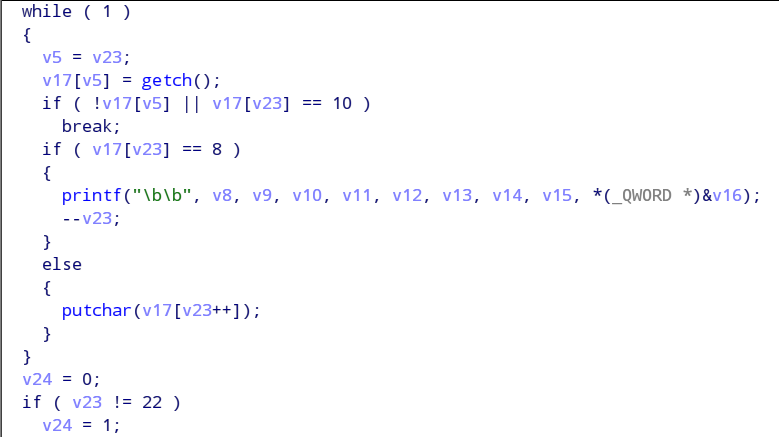 while ( 1 )
{
v5 = v23;
v17[v5] = getch();
if ( !v17[v5] || v17[v23] == 10 )
break;
if ( v17[v23] == 8 )
{
printf("\b\b", v8, v9, v10, v11, v12, v13, v14, v15, *(_QWORD *)&v16);
--v23;
}
else
{
putchar(v17[v23++]);
}
}
v24 = 0;
if ( v23 != 22 )
v24 = 1;